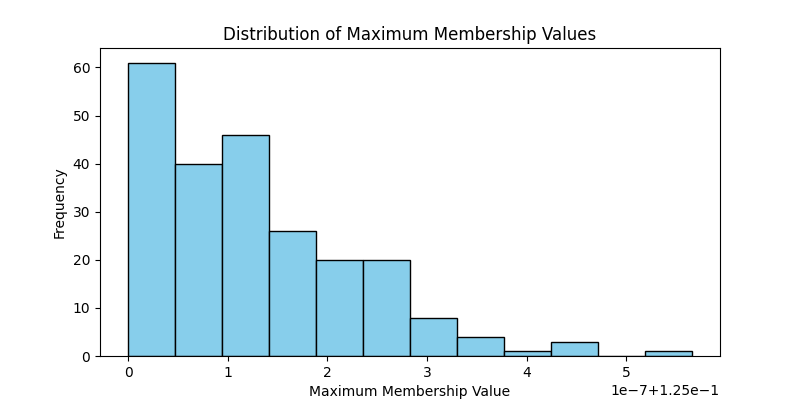 Distribution of Maximum Membership Values
60
50
40
30
20
10
0
Frequency
0 1 2 3 4 5
Maximum Membership Value
1e−7+1.25e−1